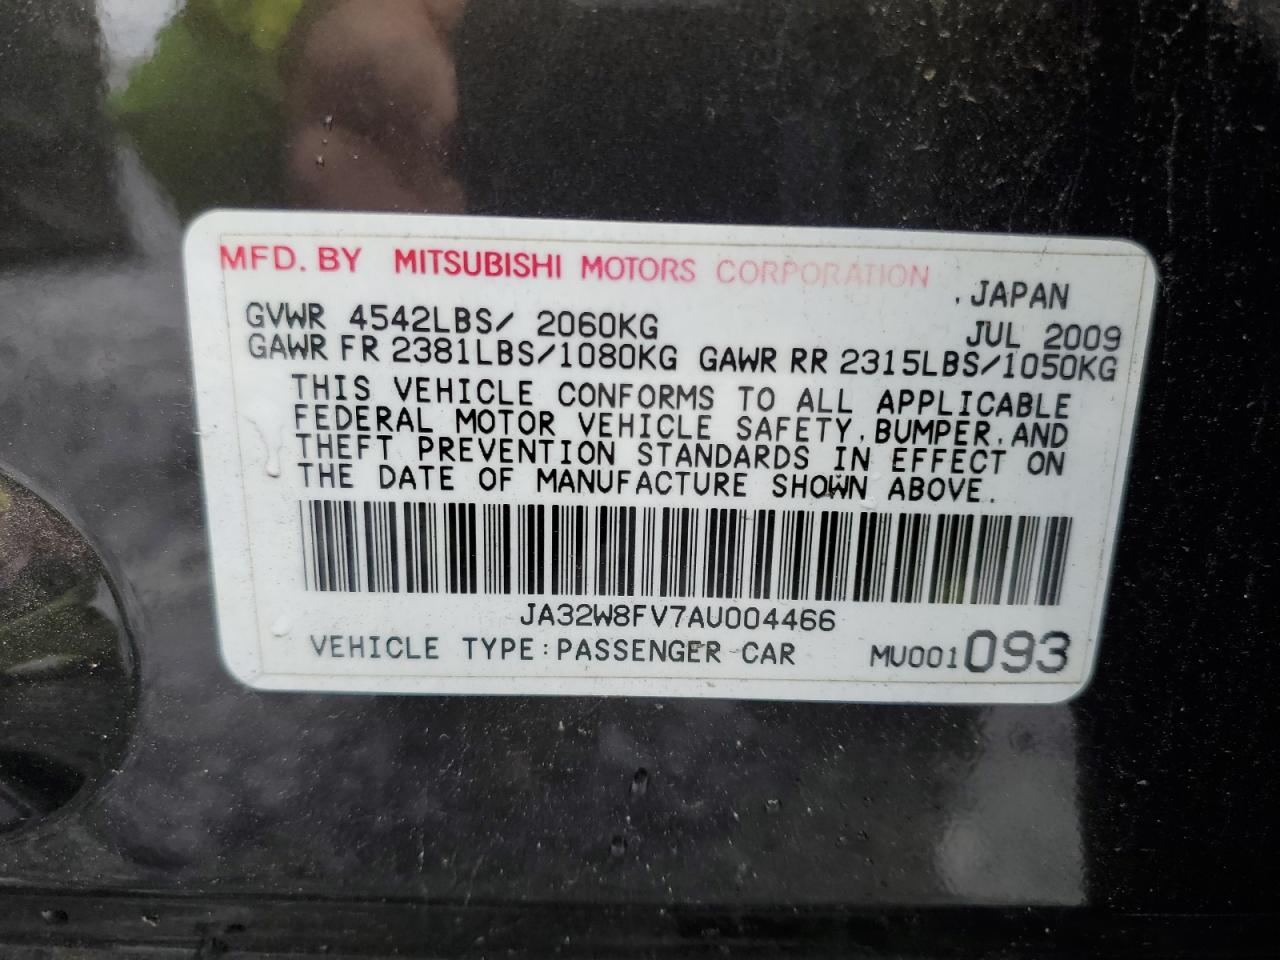 MFD. BY MITSUBISHI MOTORS CORPORATION
. JAPAN
GVWR 4542LBS/ 2060KG JUL 2009
GAWR FR 2381LBS/1080KG GAWR RR 2315LBS/1050KG
THIS VEHICLE CONFORMS TO ALL APPLICABLE
FEDERAL MOTOR VEHICLE SAFETY, BUMPER, AND
THEFT PREVENTION STANDARDS IN EFFECT ON
THE DATE OF MANUFACTURE SHOWN ABOVE.
JA32W8FV7AU004466
VEHICLE TYPE:PASSENGER CAR MU001093